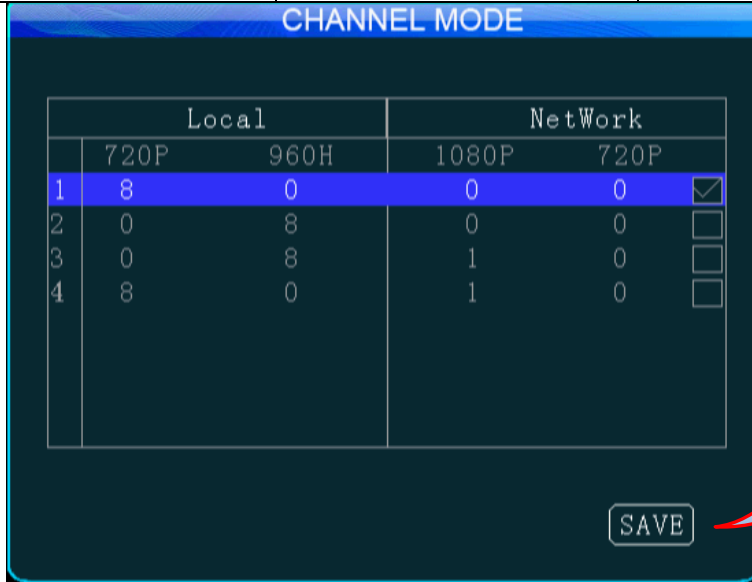 CHANNEL MODE
Local NetWork
720P 960H 1080P 720P
1 8 0 0 0
2 0 8 0 0
3 0 8 1 0
4 8 0 1 0
SAVE